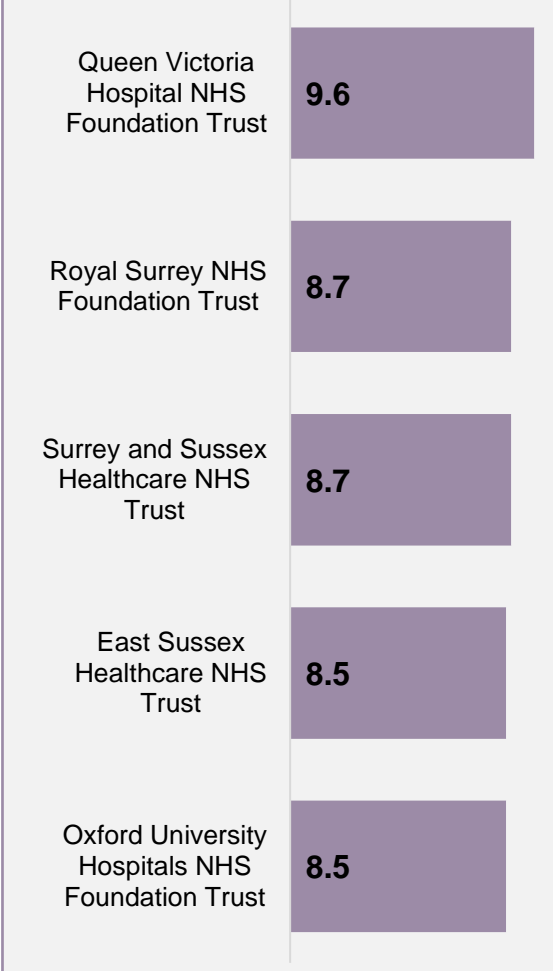 Queen Victoria
Hospital NHS
Foundation Trust
9.6
Royal Surrey NHS
Foundation Trust
8.7
Surrey and Sussex
Healthcare NHS
Trust
8.7
East Sussex
Healthcare NHS
Trust
8.5
Oxford University
Hospitals NHS
Foundation Trust
8.5